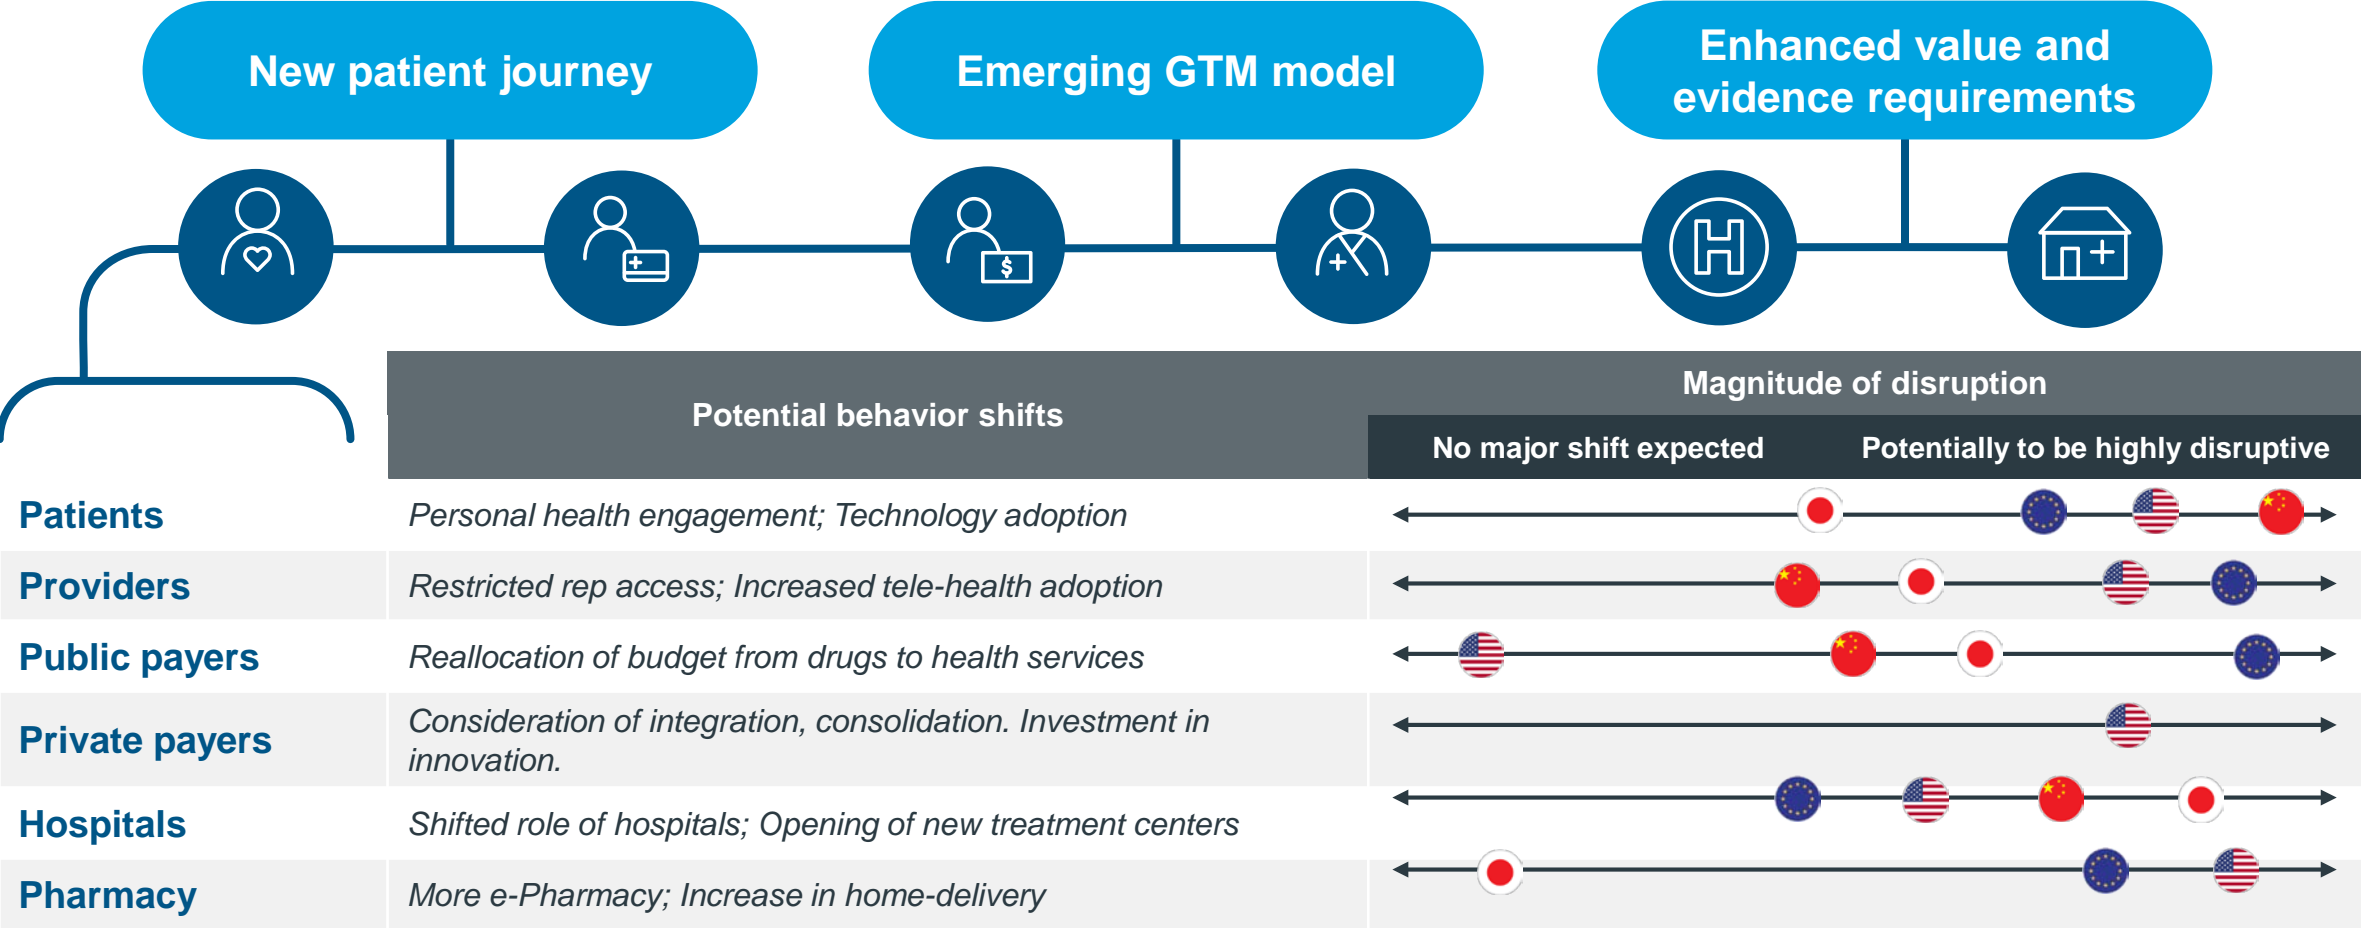 New patient journey
Emerging GTM model
Enhanced value and
evidence requirements
$
H
Potential behavior shifts
Magnitude of disruption
No major shift expected
Potentially to be highly disruptive
Patients
Personal health engagement; Technology adoption
Providers
Restricted rep access; Increased tele-health adoption
Public payers
Reallocation of budget from drugs to health services
Private payers
Consideration of integration, consolidation. Investment in
innovation.
Hospitals
Shifted role of hospitals; Opening of new treatment centers
Pharmacy
More e-Pharmacy; Increase in home-delivery